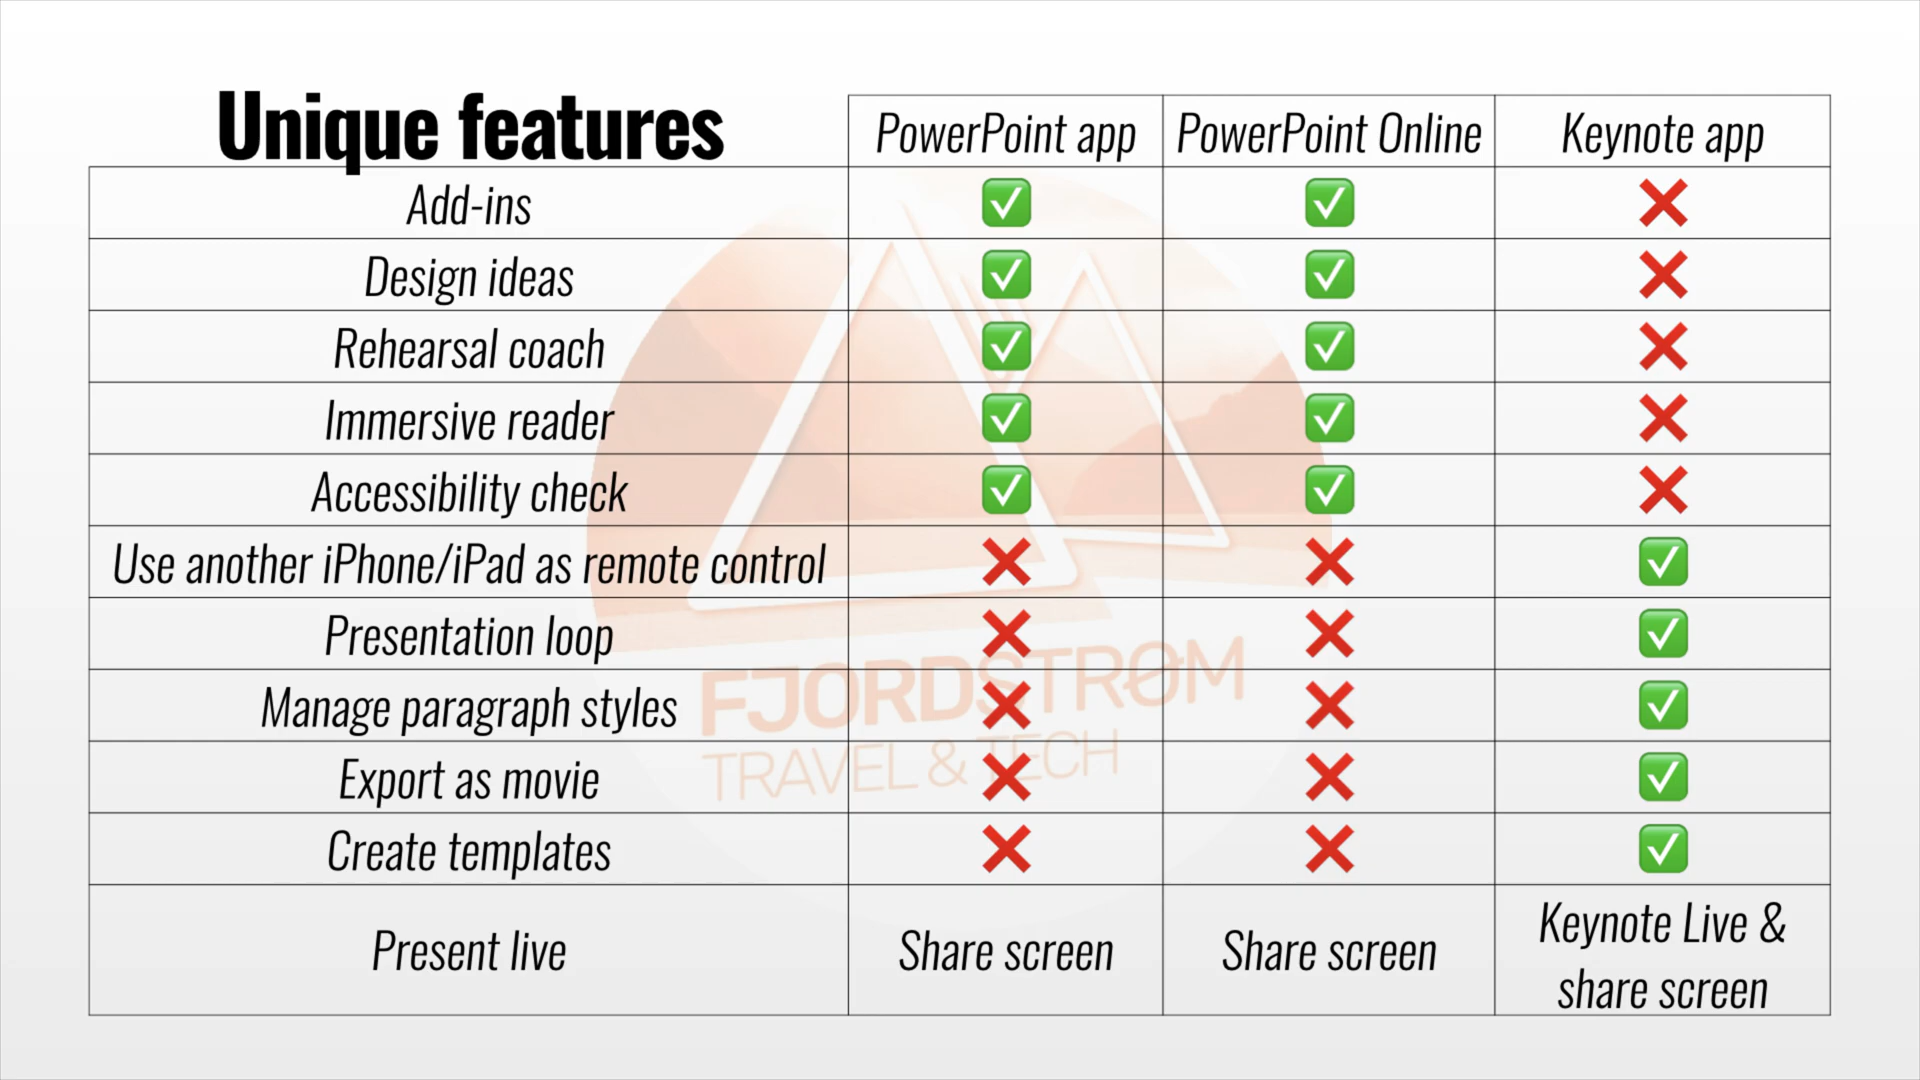 Unique features PowerPoint app PowerPoint Online Keynote app
Add-ins ✅ ✅ ❌
Design ideas ✅ ✅ ❌
Rehearsal coach ✅ ✅ ❌
Immersive reader ✅ ✅ ❌
Accessibility check ✅ ✅ ❌
Use another iPhone/iPad as remote control ❌ ❌ ✅
Presentation loop ❌ ❌ ✅
Manage paragraph styles ❌ ❌ ✅
Export as movie ❌ ❌ ✅
Create templates ❌ ❌ ✅
Present live Share screen Share screen Keynote Live &
share screen
FJORDSTRØM
TRAVEL & TECH